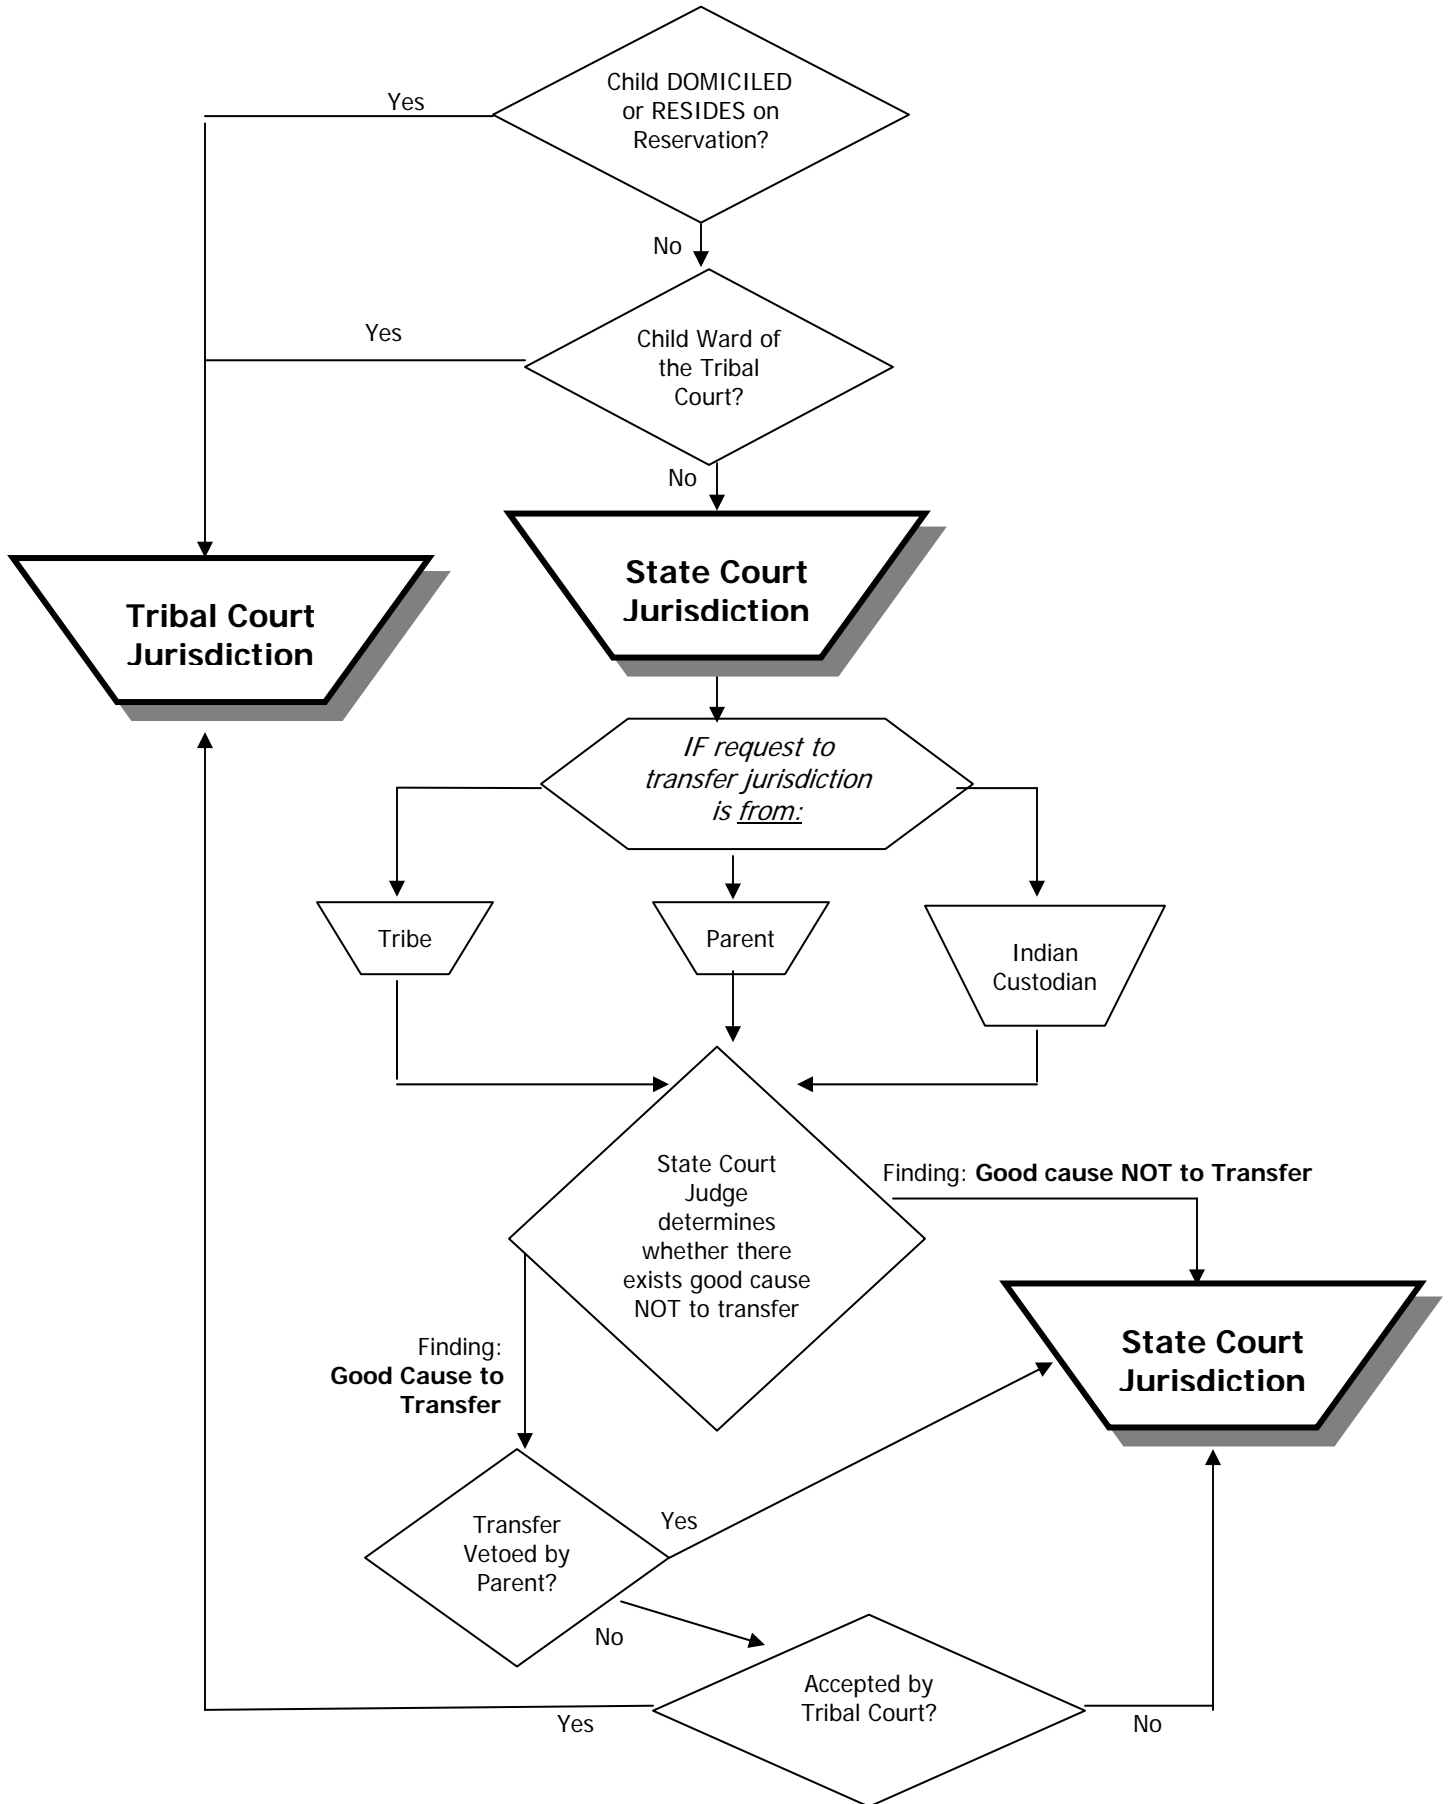 Child DOMICILED
or RESIDES on
Reservation?
Yes
No
Child Ward of
the Tribal
Court?
Yes
No
State Court
Jurisdiction
Tribal Court
Jurisdiction
IF request to
transfer jurisdiction
is from:
Tribe
Parent
Indian
Custodian
State Court
Judge
determines
whether there
exists good cause
NOT to transfer
Finding: Good cause NOT to Transfer
State Court
Jurisdiction
Finding:
Good Cause to
Transfer
Transfer
Vetoed by
Parent?
Yes
No
Accepted by
Tribal Court?
Yes
No